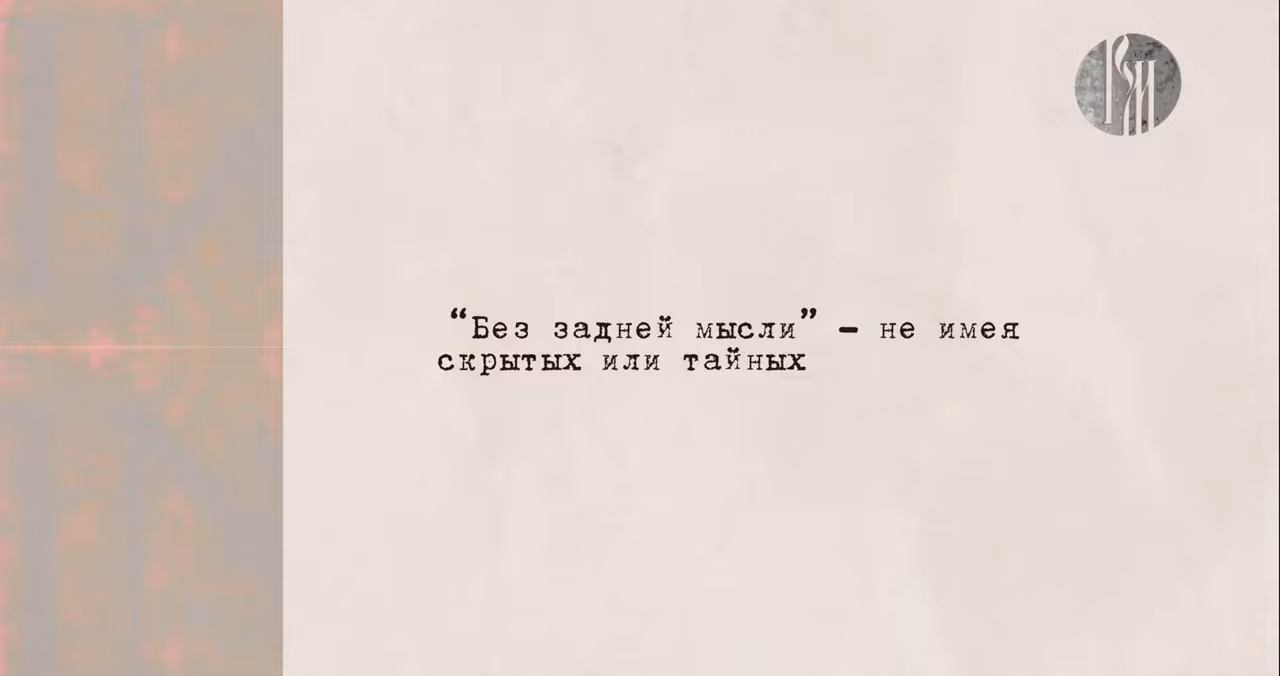 “Без задней мысли” – не имея
скрытых или тайных